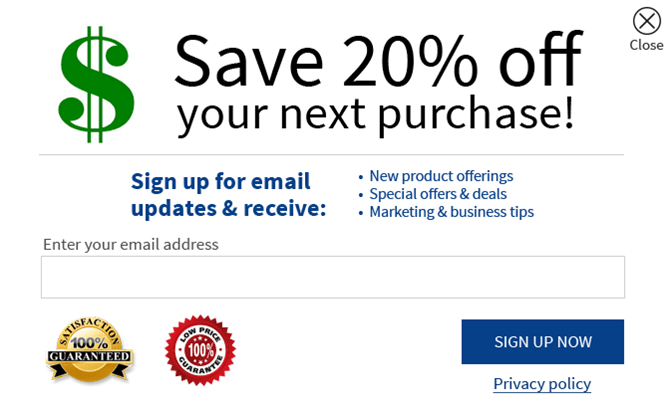 $
Close
Save 20% off
your next purchase!
Sign up for email
updates & receive:
• New product offerings
• Special offers & deals
• Marketing & business tips
Enter your email address
SATISFACTION
100%
GUARANTEED
LOW PRICE
100%
GUARANTEE
SIGN UP NOW
Privacy policy